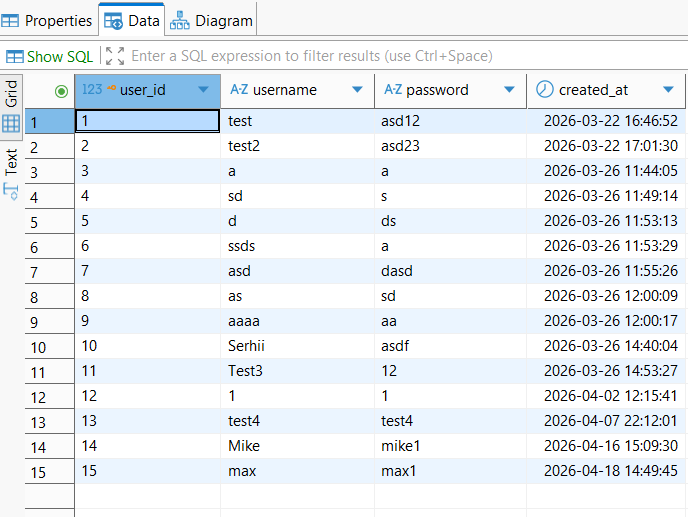 Properties Data Diagram
Show SQL Enter a SQL expression to filter results (use Ctrl+Space)
Grid
Text
123 user_id A-Z username A-Z password created_at
1 1 test asd12 2026-03-22 16:46:52
2 2 test2 asd23 2026-03-22 17:01:30
3 3 a a 2026-03-26 11:44:05
4 4 sd s 2026-03-26 11:49:14
5 5 d ds 2026-03-26 11:53:13
6 6 ssds a 2026-03-26 11:53:29
7 7 asd dasd 2026-03-26 11:55:26
8 8 as sd 2026-03-26 12:00:09
9 9 aaaa aa 2026-03-26 12:00:17
10 10 Serhii asdf 2026-03-26 14:40:04
11 11 Test3 12 2026-03-26 14:53:27
12 12 1 1 2026-04-02 12:15:41
13 13 test4 test4 2026-04-07 22:12:01
14 14 Mike mike1 2026-04-16 15:09:30
15 15 max max1 2026-04-18 14:49:45